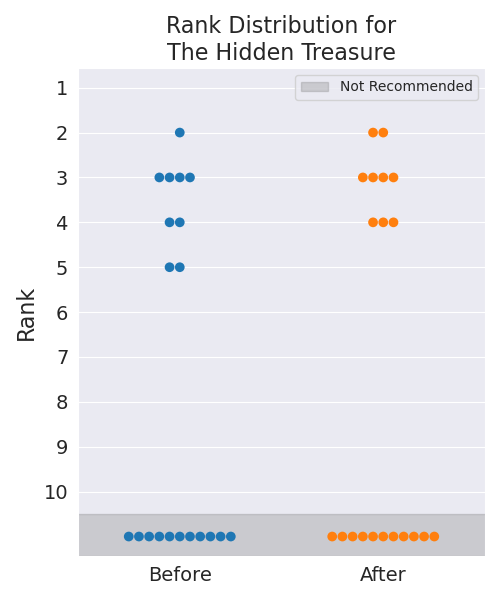 Rank Distribution for
The Hidden Treasure
Not Recommended
Rank
1
2
3
4
5
6
7
8
9
10
Before
After